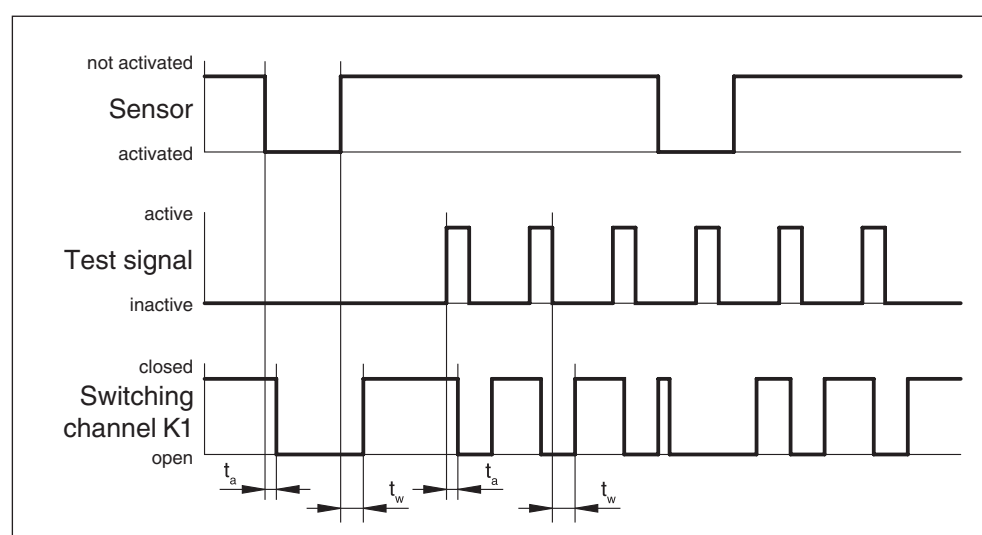 not activated
Sensor
activated
active
Test signal
inactive
closed
Switching
channel K1
open
ta
tw
ta
tw